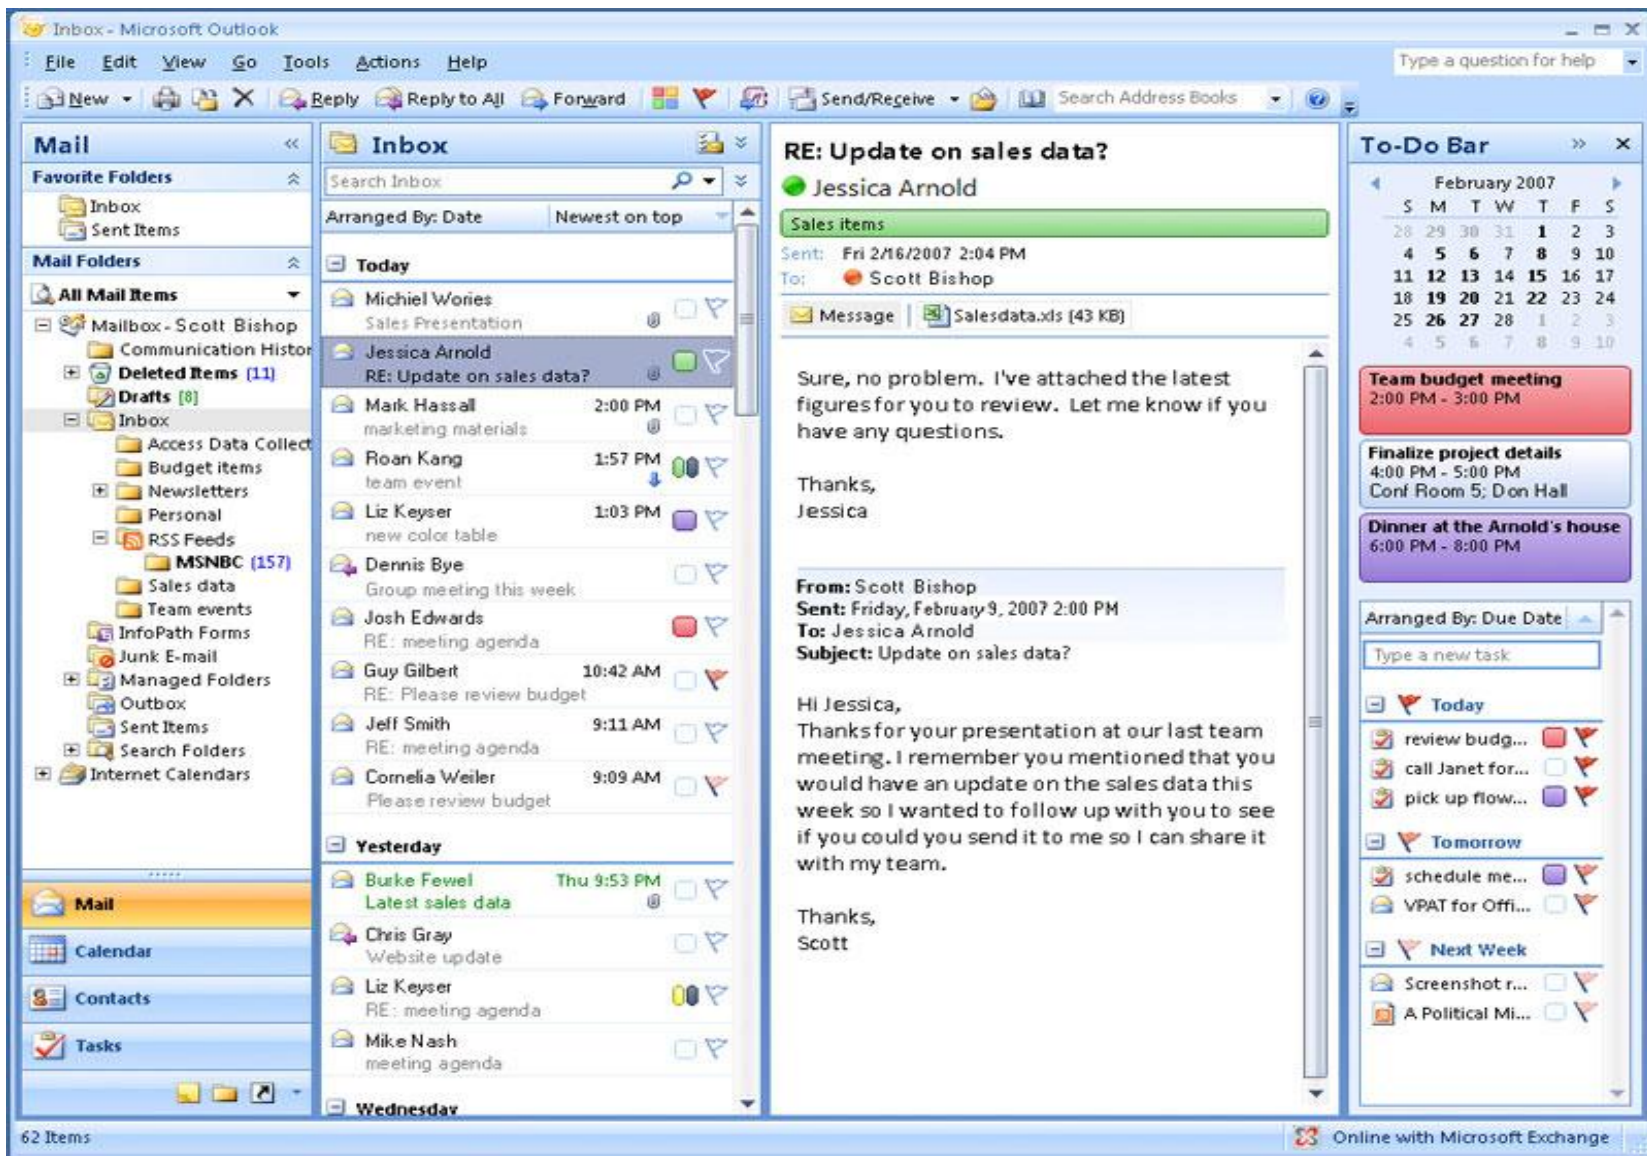 Inbox - Microsoft Outlook
File Edit View Go Tools Actions Help
Type a question for help
New Reply Reply to All Forward Send/Receive Search Address Books
Mail
Favorite Folders
Inbox
Sent Items
Mail Folders
All Mail Items
Mailbox - Scott Bishop
Communication Histor
Deleted Items (11)
Drafts [8]
Inbox
Access Data Collect
Budget items
Newsletters
Personal
RSS Feeds
MSNBC (157)
Sales data
Team events
InfoPath Forms
Junk E-mail
Managed Folders
Outbox
Sent Items
Search Folders
Internet Calendars
Mail
Calendar
Contacts
Tasks
Inbox
Search Inbox
Arranged By: Date Newest on top
Today
Michiel Wories
Sales Presentation
Jessica Arnold
RE: Update on sales data?
Mark Hassall 2:00 PM
marketing materials
Roan Kang 1:57 PM
team event
Liz Keyser 1:03 PM
new color table
Dennis Bye
Group meeting this week
Josh Edwards
RE: meeting agenda
Guy Gilbert 10:42 AM
RE: Please review budget
Jeff Smith 9:11 AM
RE: meeting agenda
Cornelia Weiler 9:09 AM
Please review budget
Yesterday
Burke Fewel Thu 9:53 PM
Latest sales data
Chris Gray
Website update
Liz Keyser
RE: meeting agenda
Mike Nash
meeting agenda
Wednesday
RE: Update on sales data?
Jessica Arnold
Sales items
Sent: Fri 2/16/2007 2:04 PM
To: Scott Bishop
Message Salesdata.xls (43 KB)
Sure, no problem. I've attached the latest
figures for you to review. Let me know if you
have any questions.
Thanks,
Jessica
From: Scott Bishop
Sent: Friday, February 9, 2007 2:00 PM
To: Jessica Arnold
Subject: Update on sales data?
Hi Jessica,
Thanks for your presentation at our last team
meeting. I remember you mentioned that you
would have an update on the sales data this
week so I wanted to follow up with you to see
if you could you send it to me so I can share it
with my team.
Thanks,
Scott
To-Do Bar
February 2007
S M T W T F S
28 29 30 31 1 2 3
4 5 6 7 8 9 10
11 12 13 14 15 16 17
18 19 20 21 22 23 24
25 26 27 28 1 2 3
4 5 6 7 8 9 10
Team budget meeting
2:00 PM - 3:00 PM
Finalize project details
4:00 PM - 5:00 PM
Conf Room 5; Don Hall
Dinner at the Arnold's house
6:00 PM - 8:00 PM
Arranged By: Due Date
Type a new task
Today
review budg...
call Janet for...
pick up flow...
Tomorrow
schedule me...
VPAT for Offi...
Next Week
Screenshot r...
A Political Mi...
62 Items
Online with Microsoft Exchange